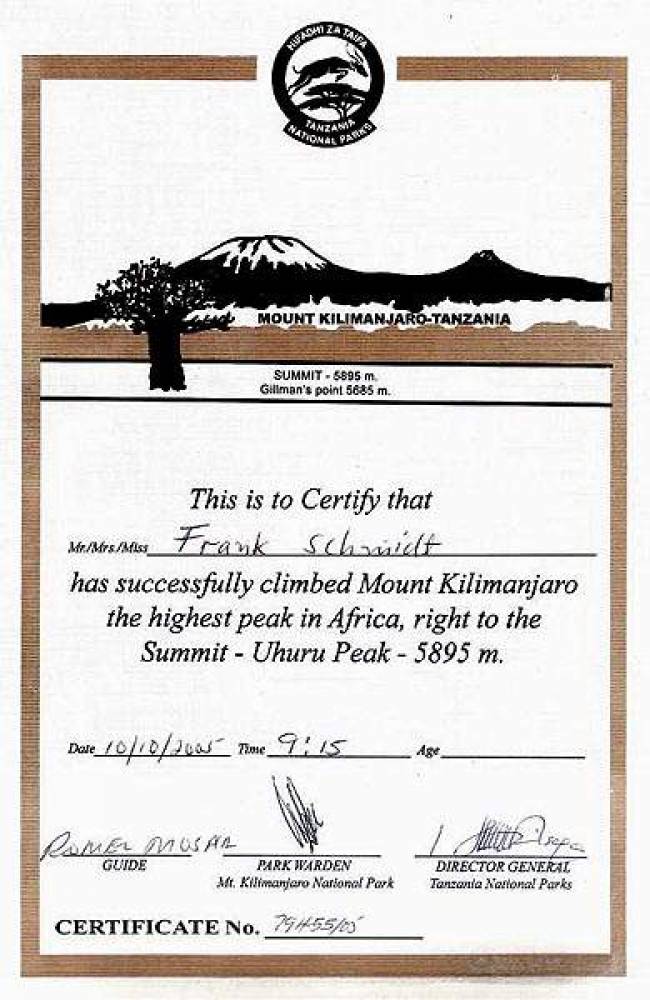 HIFADHI ZA TAIFA
TANZANIA
NATIONAL PARKS
MOUNT KILIMANJARO-TANZANIA
SUMMIT - 5895 m.
Gillman's point 5685 m.
This is to Certify that
Mr./Mrs./Miss Frank Schmidt
has successfully climbed Mount Kilimanjaro
the highest peak in Africa, right to the
Summit - Uhuru Peak - 5895 m.
Date 10/10/2005 Time 9:15 Age
GUIDE PARK WARDEN DIRECTOR GENERAL
Mt. Kilimanjaro National Park Tanzania National Parks
CERTIFICATE No. 79455/05